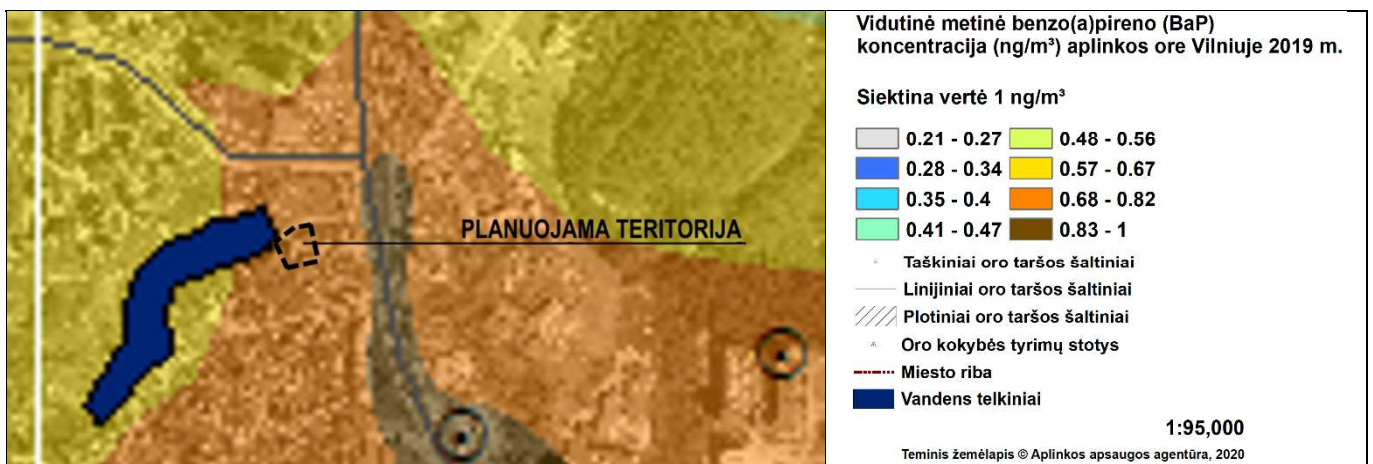 PLANUOJAMA TERITORIJA
Vidutinė metinė benzo(a)pireno (BaP)
koncentracija (ng/m³) aplinkos ore Vilniuje 2019 m.
Siektina vertė 1 ng/m³
0.21 - 0.27
0.48 - 0.56
0.28 - 0.34
0.57 - 0.67
0.35 - 0.4
0.68 - 0.82
0.41 - 0.47
0.83 - 1
Taškiniai oro taršos šaltiniai
Linijiniai oro taršos šaltiniai
Plotiniai oro taršos šaltiniai
Oro kokybės tyrimų stotys
Miesto riba
Vandens telkiniai
1:95,000
Teminis žemėlapis © Aplinkos apsaugos agentūra, 2020